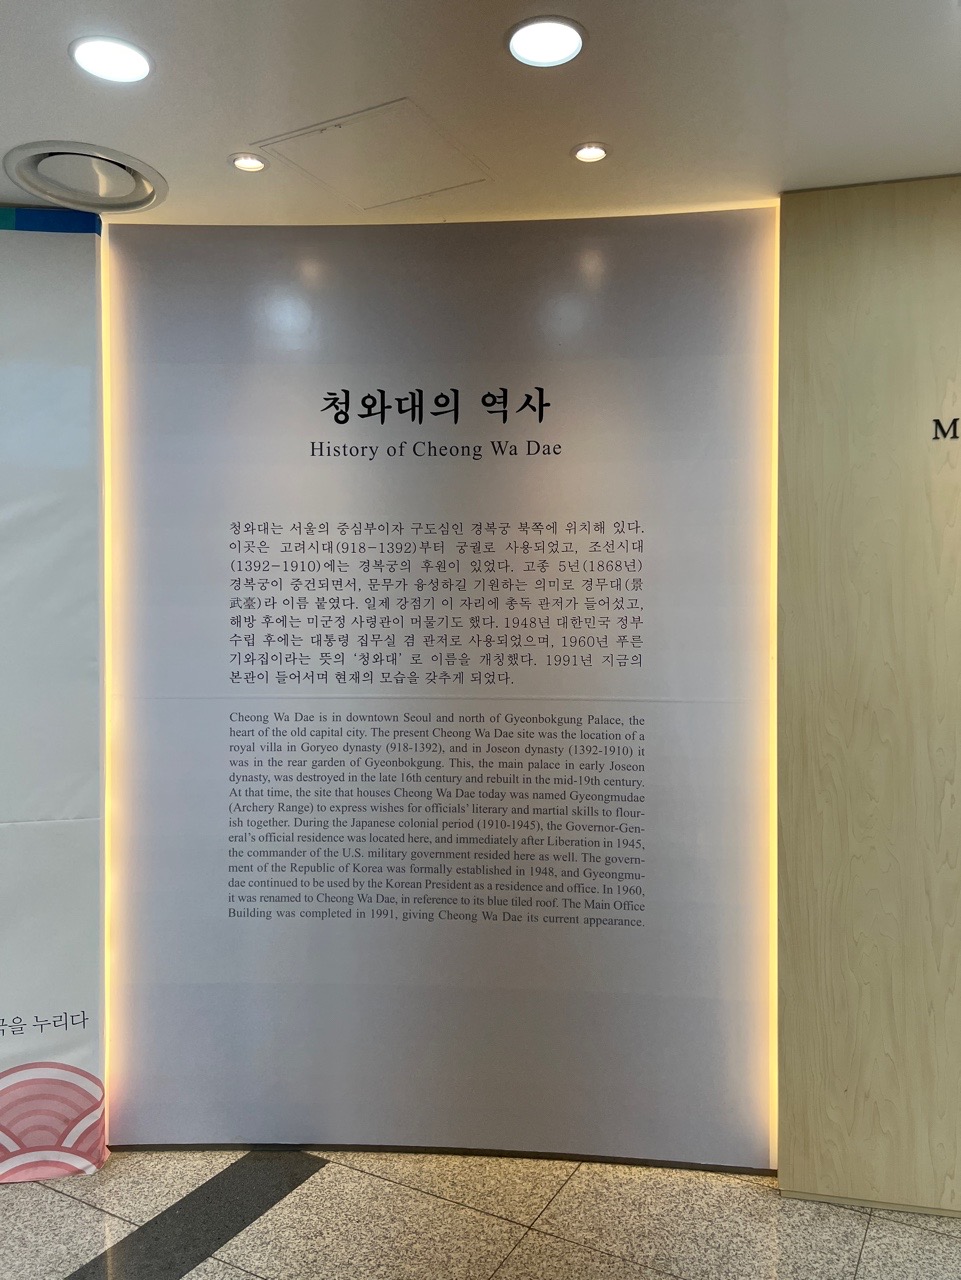 청와대의 역사
History of Cheong Wa Dae
청와대는 서울의 중심부이자 구도심인 경복궁 북쪽에 위치해 있다.
이곳은 고려시대(918-1392)부터 궁궐로 사용되었고, 조선시대
(1392-1910)에는 경복궁의 후원이 있었다. 고종 5년(1868년)
경복궁이 중건되면서, 문무가 융성하길 기원하는 의미로 경무대(景
武臺)라 이름 붙였다. 일제 강점기 이 자리에 총독 관저가 들어섰고,
해방 후에는 미군정 사령관이 머물기도 했다. 1948년 대한민국 정부
수립 후에는 대통령 집무실 겸 관저로 사용되었으며, 1960년 푸른
기와집이라는 뜻의 ‘청와대’ 로 이름을 개칭했다. 1991년 지금의
본관이 들어서며 현재의 모습을 갖추게 되었다.
Cheong Wa Dae is in downtown Seoul and north of Gyeonbokgung Palace, the
heart of the old capital city. The present Cheong Wa Dae site was the location of a
royal villa in Goryeo dynasty (918-1392), and in Joseon dynasty (1392-1910) it
was in the rear garden of Gyeonbokgung. This, the main palace in early Joseon
dynasty, was destroyed in the late 16th century and rebuilt in the mid-19th century.
At that time, the site that houses Cheong Wa Dae today was named Gyeongmudae
(Archery Range) to express wishes for officials’ literary and martial skills to flour-
ish together. During the Japanese colonial period (1910-1945), the Governor-Gen-
eral’s official residence was located here, and immediately after Liberation in 1945,
the commander of the U.S. military government resided here as well. The govern-
ment of the Republic of Korea was formally established in 1948, and Gyeongmu-
dae continued to be used by the Korean President as a residence and office. In 1960,
it was renamed to Cheong Wa Dae, in reference to its blue tiled roof. The Main Office
Building was completed in 1991, giving Cheong Wa Dae its current appearance.
누리다
M